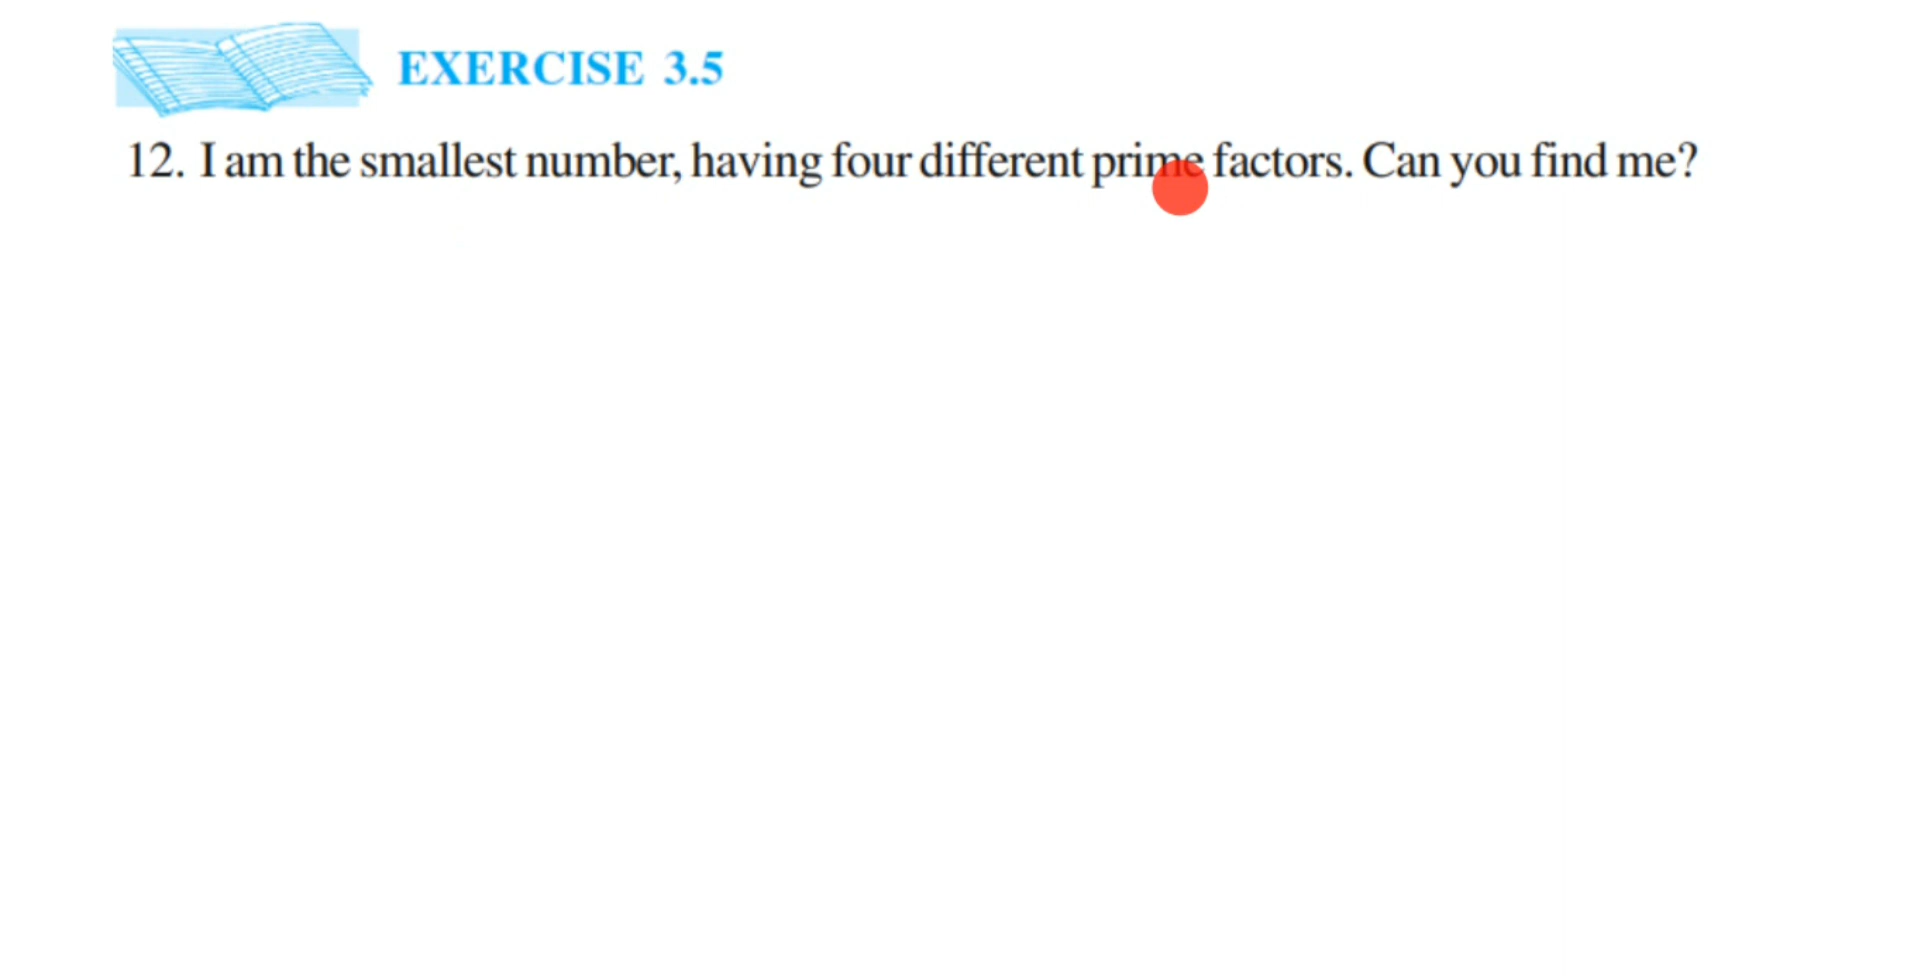 EXERCISE 3.5
12. I am the smallest number, having four different prime factors. Can you find me?